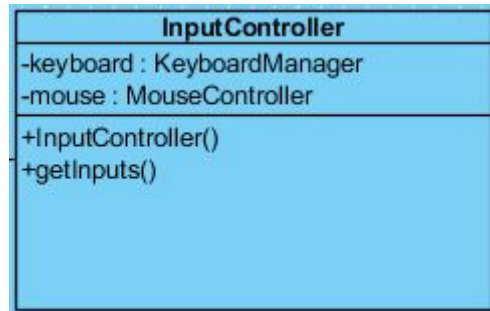 InputController
-keyboard : KeyboardManager
-mouse : MouseController
+InputController()
+getInputs()